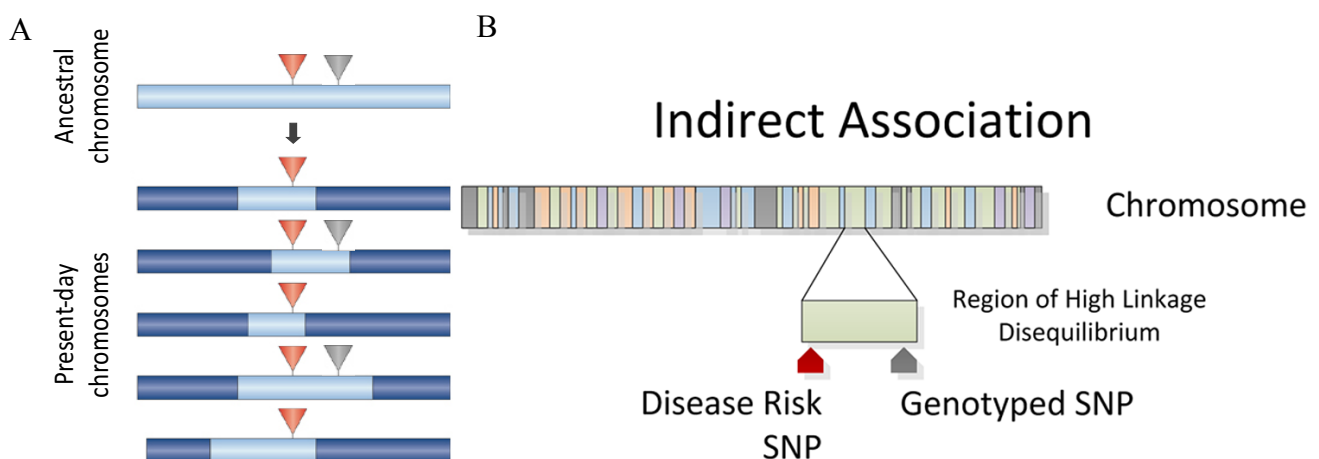 A
Ancestral
chromosome
Present-day
chromosomes
B
Indirect Association
Chromosome
Region of High Linkage
Disequilibrium
Disease Risk
SNP
Genotyped SNP